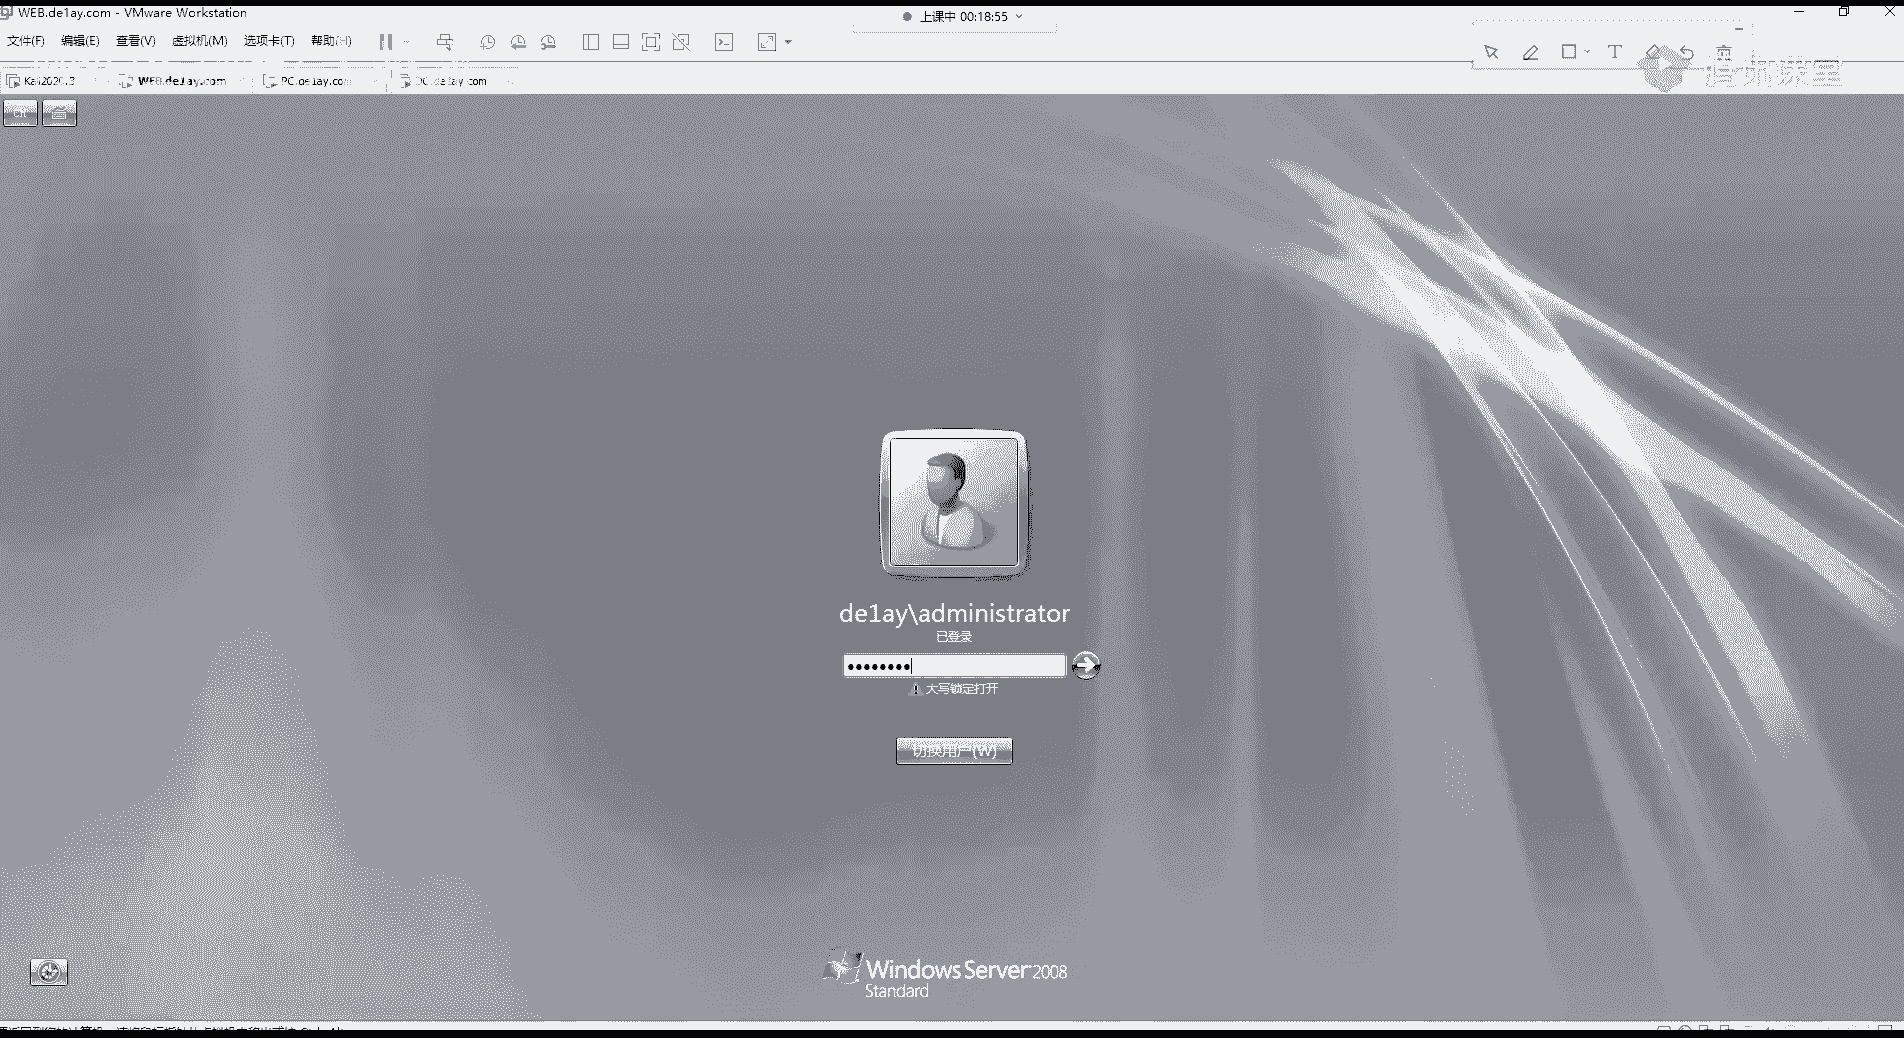 WEB.de1ay.com - VMware Workstation
上课中 00:18:55
文件(F) 编辑(E) 查看(V) 虚拟机(M) 选项卡(T) 帮助(H)
Kali2020.3 WEB.de1ay.com PC.de1ay.com DC.de1ay.com
腾讯课堂
CH
de1ay\administrator
已登录
大写锁定打开
切换用户(W)
Windows Server 2008
Standard